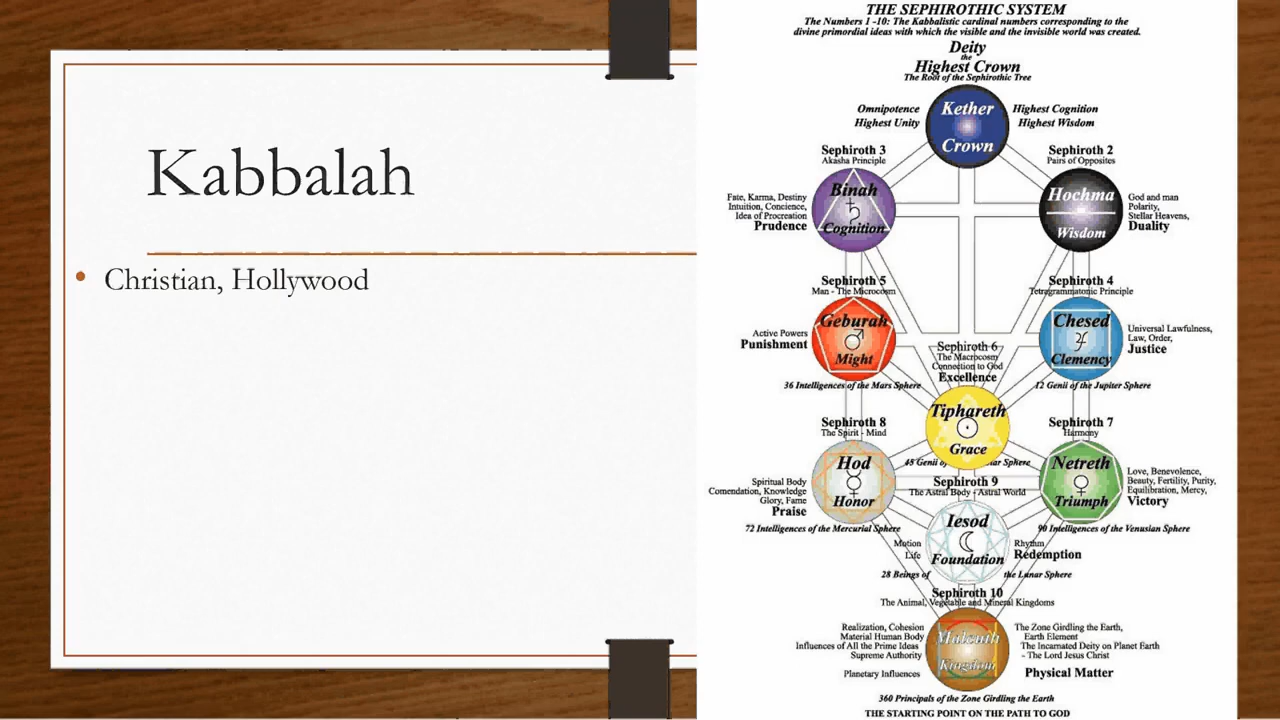 Kabbalah
• Christian, Hollywood
THE SEPHIROTHIC SYSTEM
The Numbers 1 -10: The Kabbalistic cardinal numbers corresponding to the
divine primordial ideas with which the visible and the invisible world was created.
Deity
the
Highest Crown
The Root of the Sephirothic Tree
Omnipotence
Highest Unity
Kether
Crown
Highest Cognition
Highest Wisdom
Sephiroth 3
Akasha Principle
Fate, Karma, Destiny
Intuition, Concience,
Idea of Procreation
Prudence
Binah
Cognition
Sephiroth 2
Pairs of Opposites
Hochma
Wisdom
God and man
Polarity,
Stellar Heavens,
Duality
Sephiroth 5
Man - The Microcosm
Active Powers
Punishment
Geburah
Might
36 Intelligences of the Mars Sphere
Sephiroth 4
Tetragrammatonic Principle
Chesed
Clemency
Universal Lawfulness,
Law, Order,
Justice
12 Genii of the Jupiter Sphere
Sephiroth 6
The Macrocosm
Connection to God
Excellence
Tiphareth
Grace
45 Genii of Sphere
Sephiroth 8
The Spirit - Mind
Hod
Honor
Spiritual Body
Comendation, Knowledge
Glory, Fame
Praise
72 Intelligences of the Mercurial Sphere
Sephiroth 7
Harmony
Netreth
Triumph
Love, Benevolence,
Beauty, Fertility, Purity,
Equilibration, Mercy,
Victory
90 Intelligences of the Venusian Sphere
Sephiroth 9
The Astral Body - Astral World
Motion
Life
Iesod
Foundation
Rhythm
Redemption
28 Beings of the Lunar Sphere
Sephiroth 10
The Animal, Vegetable and Mineral Kingdoms
Realization, Cohesion
Material Human Body
Influences of All the Prime Ideas
Supreme Authority
Planetary Influences
Malcuth
Kingdom
The Zone Girdling the Earth,
Earth Element
The Incarnated Deity on Planet Earth
- The Lord Jesus Christ
Physical Matter
360 Principals of the Zone Girdling the Earth
THE STARTING POINT ON THE PATH TO GOD